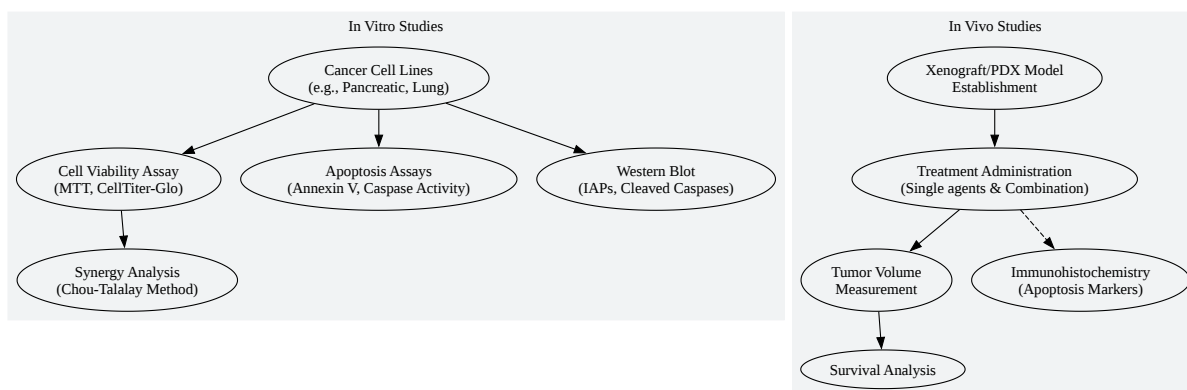 In Vitro Studies
Cancer Cell Lines
(e.g., Pancreatic, Lung)
Cell Viability Assay
(MTT, CellTiter-Glo)
Apoptosis Assays
(Annexin V, Caspase Activity)
Western Blot
(IAPs, Cleaved Caspases)
Synergy Analysis
(Chou-Talalay Method)
In Vivo Studies
Xenograft/PDX Model
Establishment
Treatment Administration
(Single agents & Combination)
Tumor Volume
Measurement
Immunohistochemistry
(Apoptosis Markers)
Survival Analysis